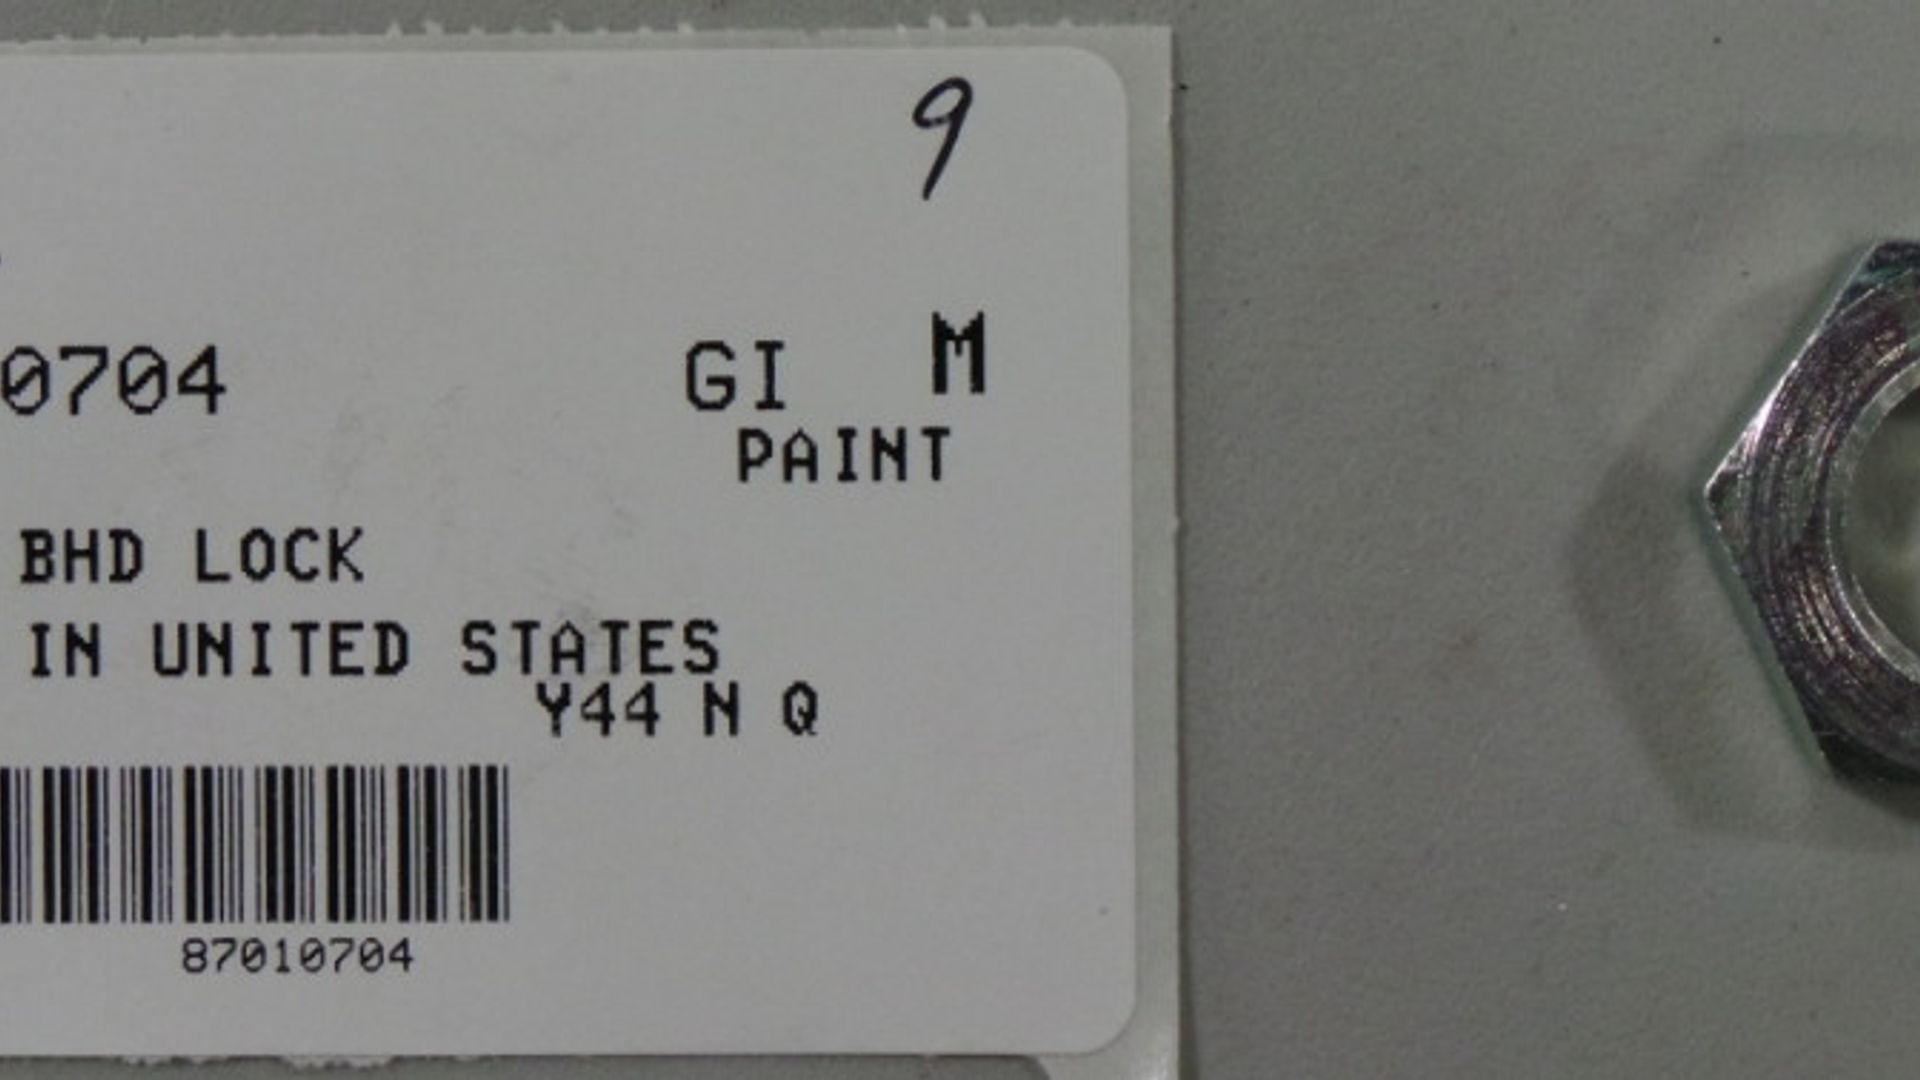 9
0704 GI M
PAINT
BHD LOCK
IN UNITED STATES
Y44 N Q
87010704